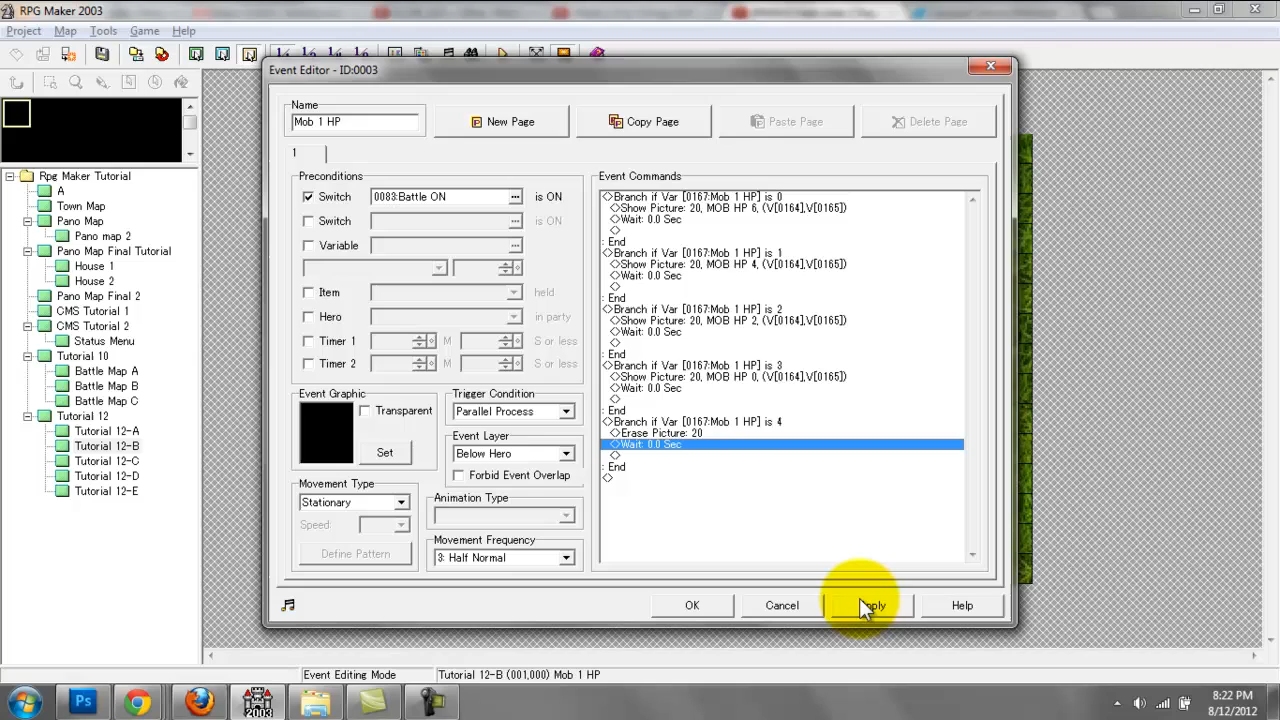 RPG Maker 2003
Project Map Tools Game Help
Event Editor - ID:0003
Name
Mob 1 HP
New Page
Copy Page
Paste Page
Delete Page
1
Preconditions
Switch 0083:Battle ON ... is ON
Switch ... is ON
Variable ...
Item held
Hero in party
Timer 1 M S or less
Timer 2 M S or less
Event Graphic
Transparent
Set
Trigger Condition
Parallel Process
Event Layer
Below Hero
Forbid Event Overlap
Movement Type
Stationary
Speed:
Define Pattern
Animation Type
Movement Frequency
3: Half Normal
Event Commands
<>Branch if Var [0167:Mob 1 HP] is 0
<>Show Picture: 20, MOB HP 6, (V[0164],V[0165])
<>Wait: 0.0 Sec
<>
: End
<>Branch if Var [0167:Mob 1 HP] is 1
<>Show Picture: 20, MOB HP 4, (V[0164],V[0165])
<>Wait: 0.0 Sec
<>
: End
<>Branch if Var [0167:Mob 1 HP] is 2
<>Show Picture: 20, MOB HP 2, (V[0164],V[0165])
<>Wait: 0.0 Sec
<>
: End
<>Branch if Var [0167:Mob 1 HP] is 3
<>Show Picture: 20, MOB HP 0, (V[0164],V[0165])
<>Wait: 0.0 Sec
<>
: End
<>Branch if Var [0167:Mob 1 HP] is 4
<>Erase Picture: 20
<>Wait: 0.0 Sec
<>
: End
<>
OK Cancel Apply Help
Rpg Maker Tutorial
A
Town Map
Pano Map
Pano map 2
Pano Map Final Tutorial
House 1
House 2
Pano Map Final 2
CMS Tutorial 1
CMS Tutorial 2
Status Menu
Tutorial 10
Battle Map A
Battle Map B
Battle Map C
Tutorial 12
Tutorial 12-A
Tutorial 12-B
Tutorial 12-C
Tutorial 12-D
Tutorial 12-E
Event Editing Mode
Tutorial 12-B (001,000) Mob 1 HP
Ps
2003
8:22 PM
8/12/2012